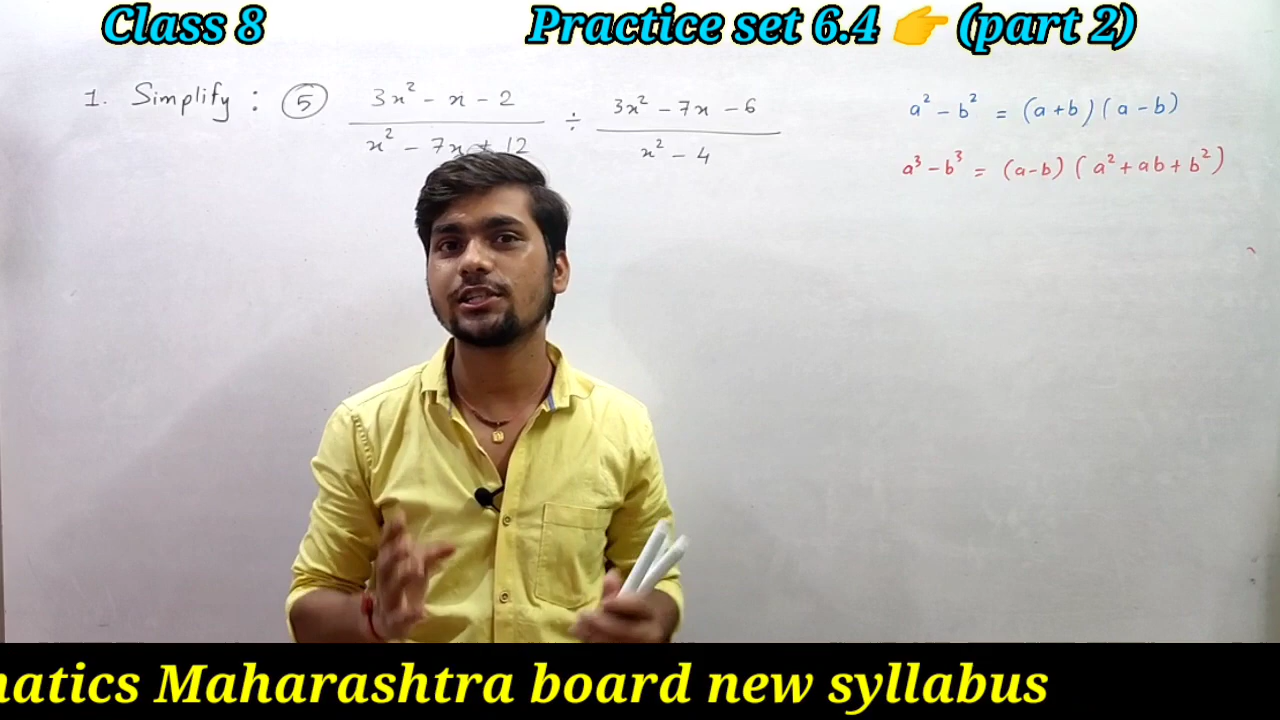 Class 8
Practice set 6.4 👉 (part 2)
1. Simplify : ⑤ 3x² - x - 2 / x² - 7x + 12 ÷ 3x² - 7x - 6 / x² - 4
a² - b² = (a+b)(a-b)
a³ - b³ = (a-b)(a²+ab+b²)
atics Maharashtra board new syllabus